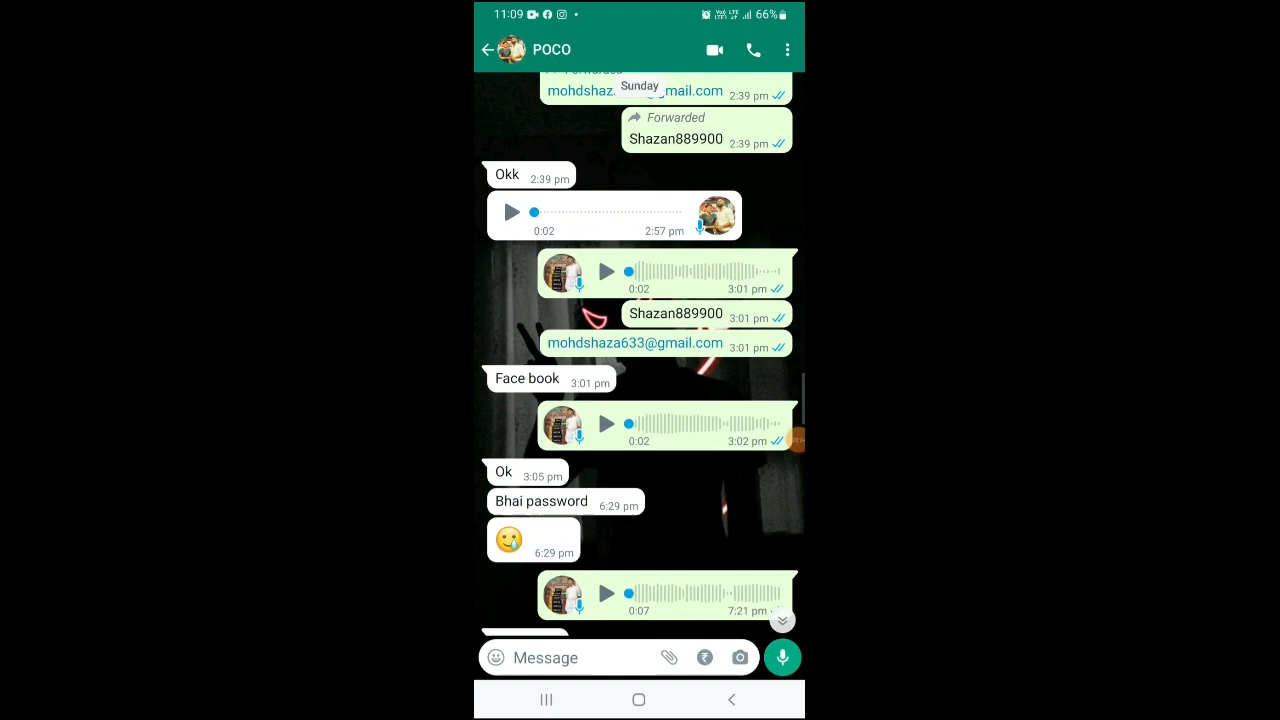 11:09
66%
POCO
Sunday
mohdshaz
gmail.com 2:39 pm
Forwarded
Shazan889900 2:39 pm
Okk 2:39 pm
0:02 2:57 pm
0:02 3:01 pm
Shazan889900 3:01 pm
mohdshaza633@gmail.com 3:01 pm
Face book 3:01 pm
0:02 3:02 pm
Ok 3:05 pm
Bhai password 6:29 pm
6:29 pm
0:07 7:21 pm
Message